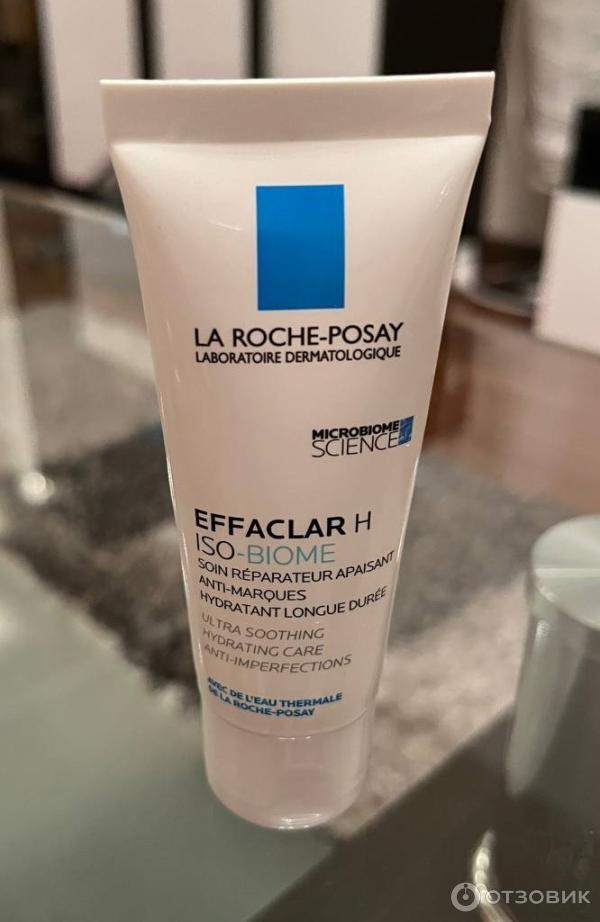 LA ROCHE-POSAY
LABORATOIRE DERMATOLOGIQUE
MICROBIOME
SCIENCE
EFFACLAR H
ISO-BIOME
SOIN RÉPARATEUR APAISANT
ANTI-MARQUES
HYDRATANT LONGUE DURÉE
ULTRA SOOTHING
HYDRATING CARE
ANTI-IMPERFECTIONS
AVEC DE L'EAU THERMALE
DE LA ROCHE-POSAY
ОТЗОВИК